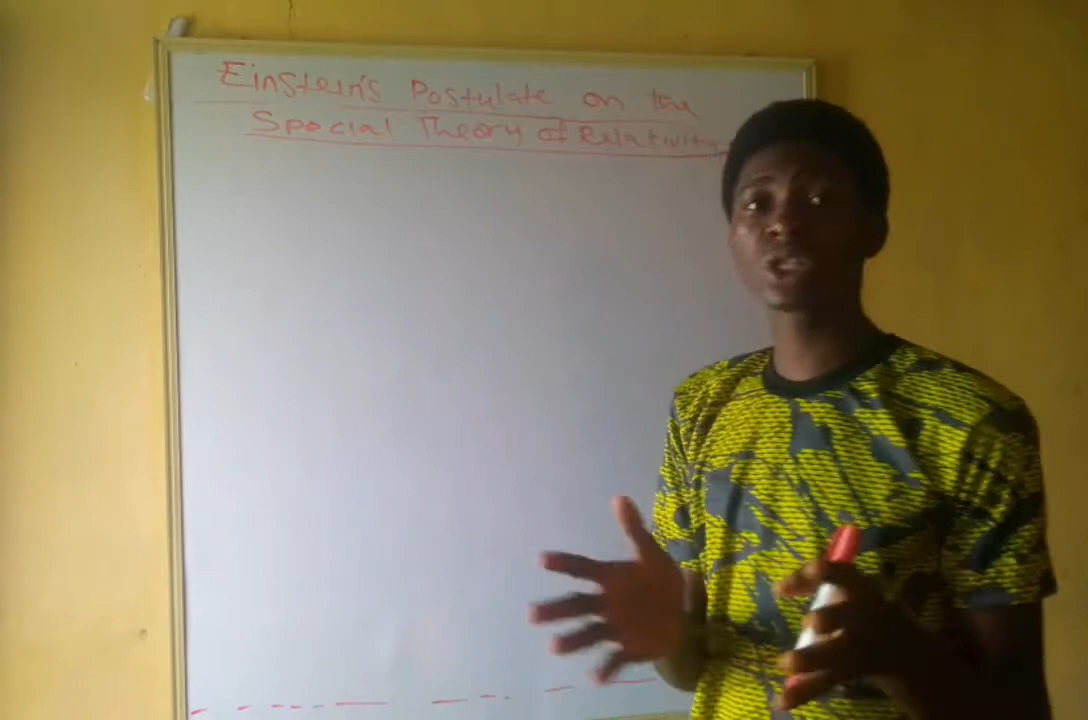 Einstein's Postulate on the
Special Theory of Relativity